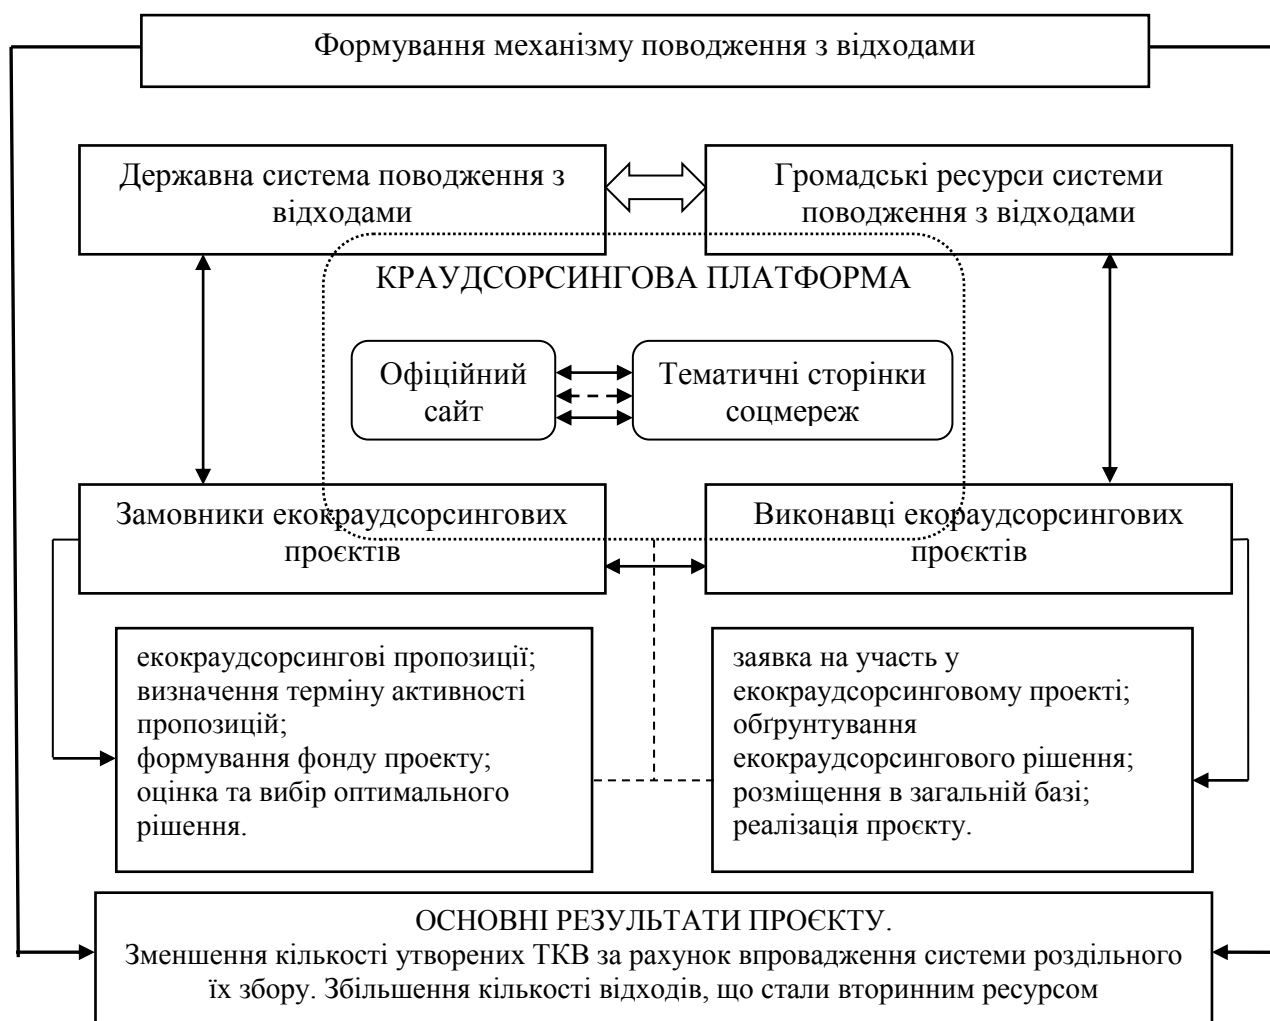 Формування механізму поводження з відходами
Державна система поводження з
відходами
Громадські ресурси системи
поводження з відходами
КРАУДСОРСИНГОВА ПЛАТФОРМА
Офіційний
сайт
Тематичні сторінки
соцмереж
Замовники екокраудсорсингових
проєктів
Виконавці екораудсорсингових
проєктів
екокраудсорсингові пропозиції;
визначення терміну активності
пропозицій;
формування фонду проекту;
оцінка та вибір оптимального
рішення.
заявка на участь у
екокраудсорсинговому проекті;
обґрунтування
екокраудсорсингового рішення;
розміщення в загальній базі;
реалізація проєкту.
ОСНОВНІ РЕЗУЛЬТАТИ ПРОЄКТУ.
Зменшення кількості утворених ТКВ за рахунок впровадження системи роздільного
їх збору. Збільшення кількості відходів, що стали вторинним ресурсом